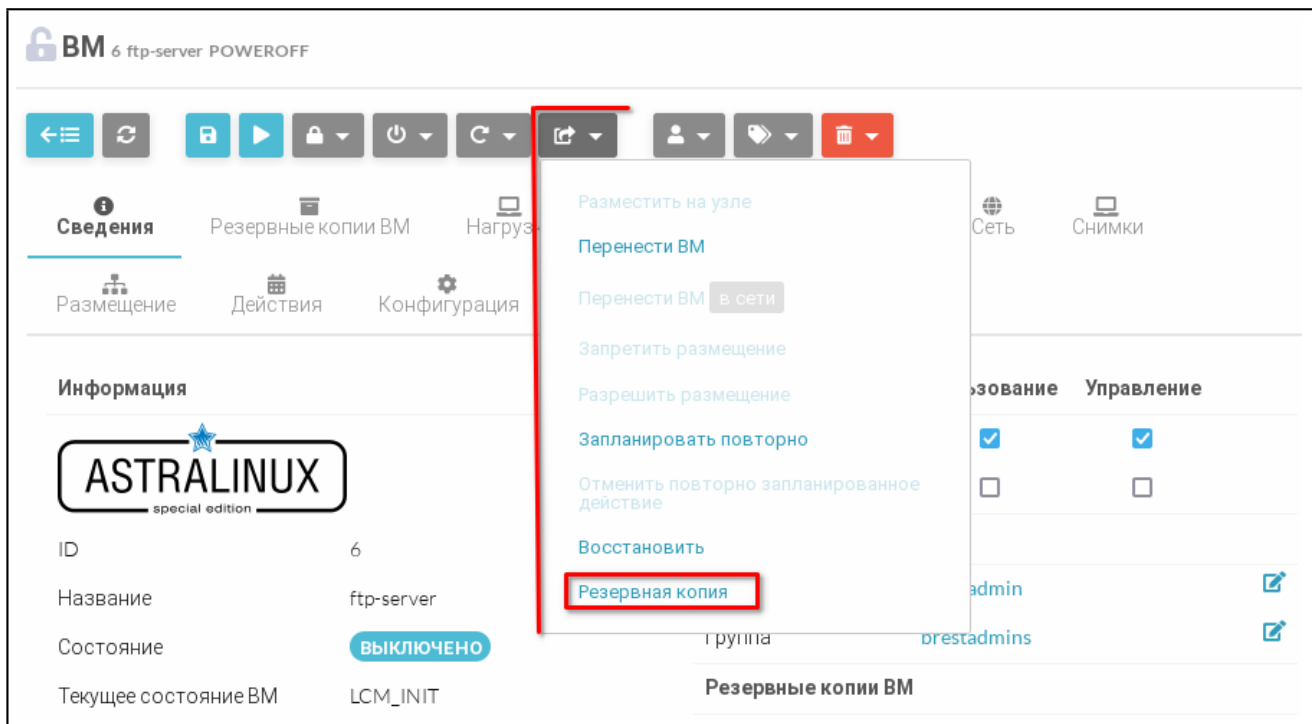 ВМ 6 ftp-server POWEROFF
Сведения
Резервные копии ВМ
Сеть
Снимки
Размещение
Действия
Конфигурация
Разместить на узле
Перенести ВМ
Перенести ВМ в сети
Запретить размещение
Разрешить размещение
Запланировать повторно
Отменить повторно запланированное
действие
Восстановить
Резервная копия
Информация
Управление
ASTRALINUX
special edition
ID 6
Название ftp-server
Состояние ВЫКЛЮЧЕНО
Текущее состояние ВМ LCM_INIT
Группа brestadmins
Резервные копии ВМ